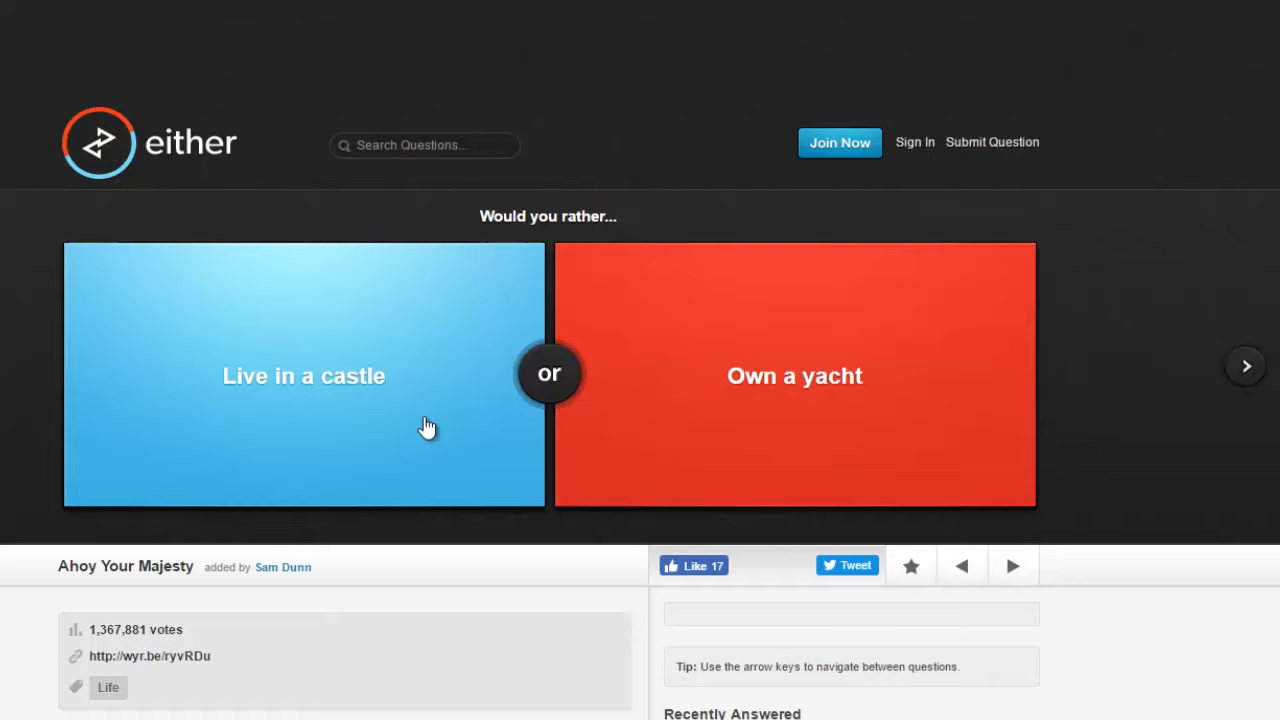 either
Search Questions...
Join Now
Sign In
Submit Question
Would you rather...
Live in a castle
or
Own a yacht
Ahoy Your Majesty added by Sam Dunn
Like 17
Tweet
1,367,881 votes
http://wyr.be/ryvRDu
Life
Tip: Use the arrow keys to navigate between questions.
Recently Answered